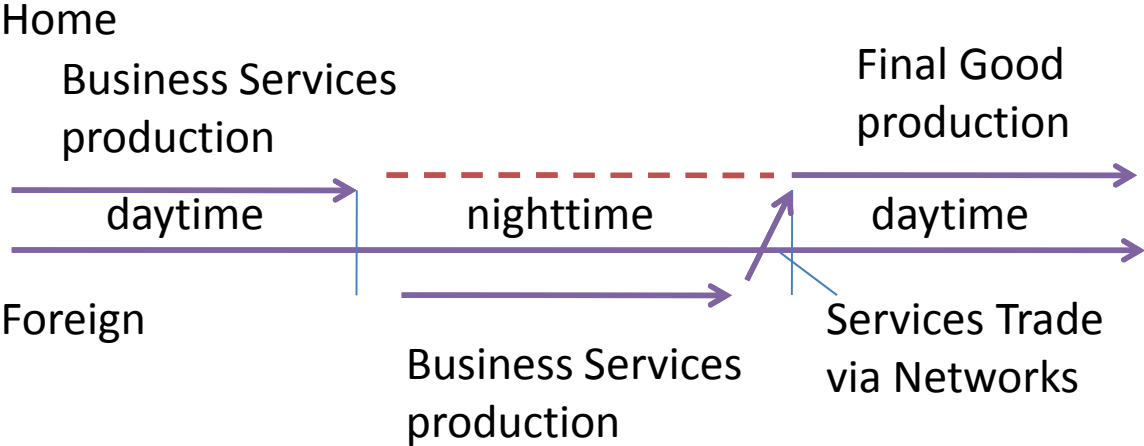 Home
Business Services
production
Final Good
production
daytime
nighttime
daytime
Foreign
Business Services
production
Services Trade
via Networks